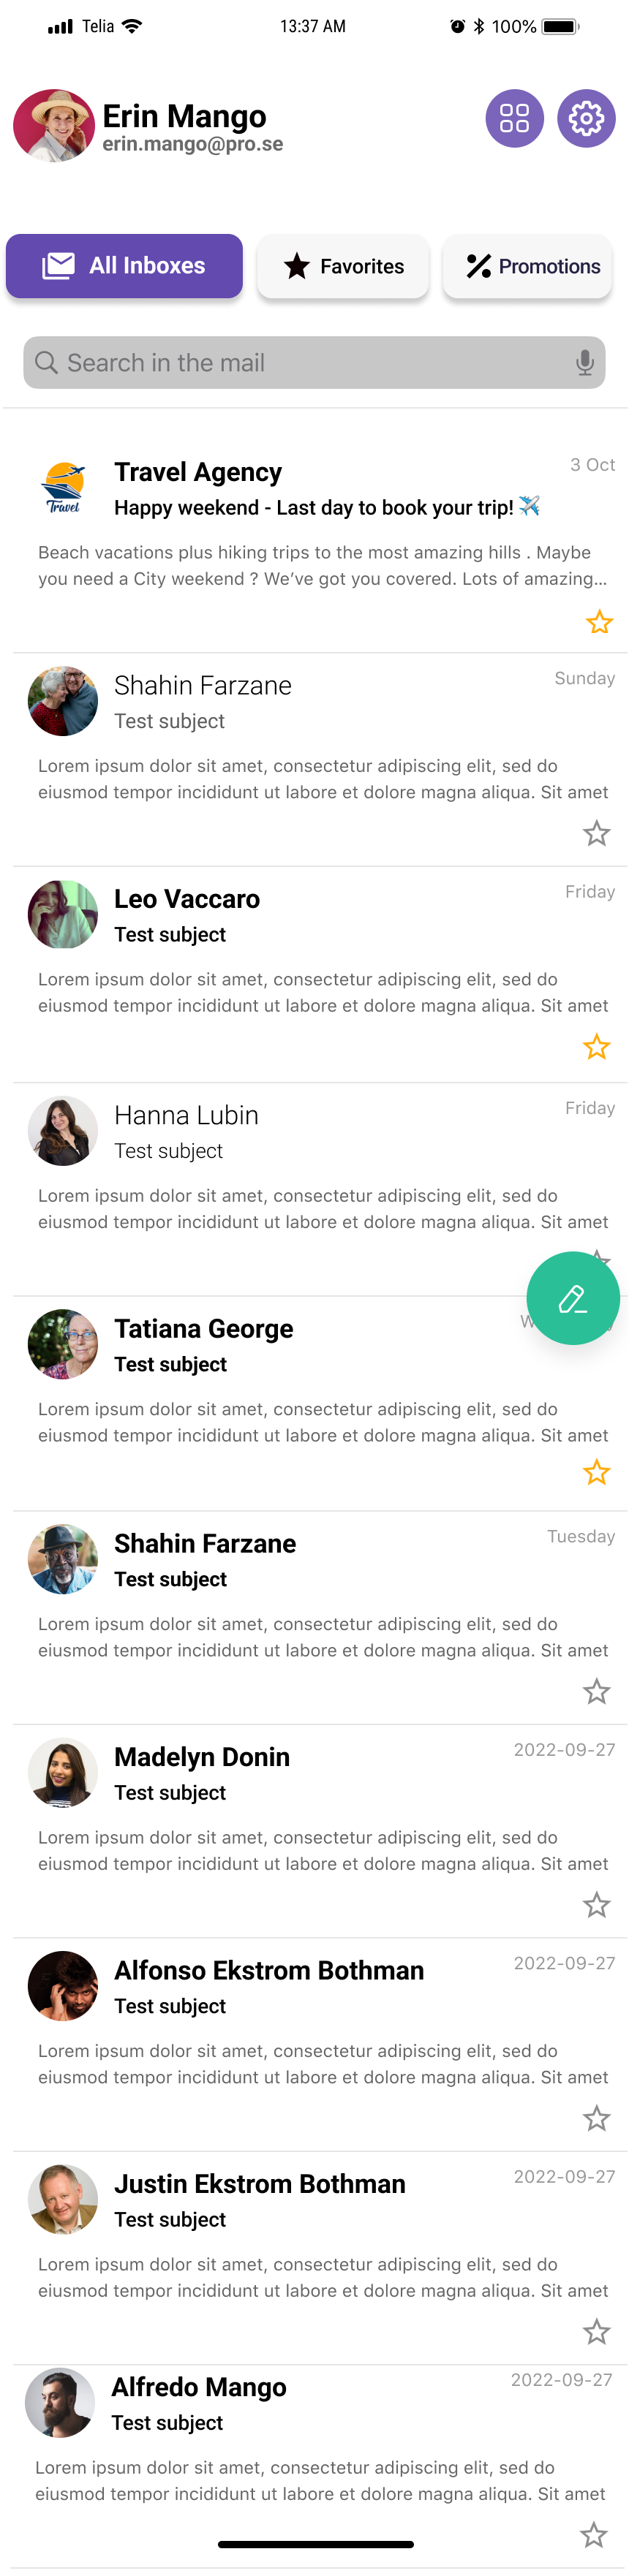 Telia
13:37 AM
100%
Erin Mango
erin.mango@pro.se
All Inboxes
Favorites
Promotions
Search in the mail
Travel Agency
3 Oct
Travel
Happy weekend - Last day to book your trip! ✈️
Beach vacations plus hiking trips to the most amazing hills . Maybe
you need a City weekend ? We’ve got you covered. Lots of amazing...
Shahin Farzane
Sunday
Test subject
Lorem ipsum dolor sit amet, consectetur adipiscing elit, sed do
eiusmod tempor incididunt ut labore et dolore magna aliqua. Sit amet
Leo Vaccaro
Friday
Test subject
Lorem ipsum dolor sit amet, consectetur adipiscing elit, sed do
eiusmod tempor incididunt ut labore et dolore magna aliqua. Sit amet
Hanna Lubin
Friday
Test subject
Lorem ipsum dolor sit amet, consectetur adipiscing elit, sed do
eiusmod tempor incididunt ut labore et dolore magna aliqua. Sit amet
Tatiana George
Test subject
Lorem ipsum dolor sit amet, consectetur adipiscing elit, sed do
eiusmod tempor incididunt ut labore et dolore magna aliqua. Sit amet
Shahin Farzane
Tuesday
Test subject
Lorem ipsum dolor sit amet, consectetur adipiscing elit, sed do
eiusmod tempor incididunt ut labore et dolore magna aliqua. Sit amet
Madelyn Donin
2022-09-27
Test subject
Lorem ipsum dolor sit amet, consectetur adipiscing elit, sed do
eiusmod tempor incididunt ut labore et dolore magna aliqua. Sit amet
Alfonso Ekstrom Bothman
2022-09-27
Test subject
Lorem ipsum dolor sit amet, consectetur adipiscing elit, sed do
eiusmod tempor incididunt ut labore et dolore magna aliqua. Sit amet
Justin Ekstrom Bothman
2022-09-27
Test subject
Lorem ipsum dolor sit amet, consectetur adipiscing elit, sed do
eiusmod tempor incididunt ut labore et dolore magna aliqua. Sit amet
Alfredo Mango
2022-09-27
Test subject
Lorem ipsum dolor sit amet, consectetur adipiscing elit, sed do
eiusmod tempor incididunt ut labore et dolore magna aliqua. Sit amet